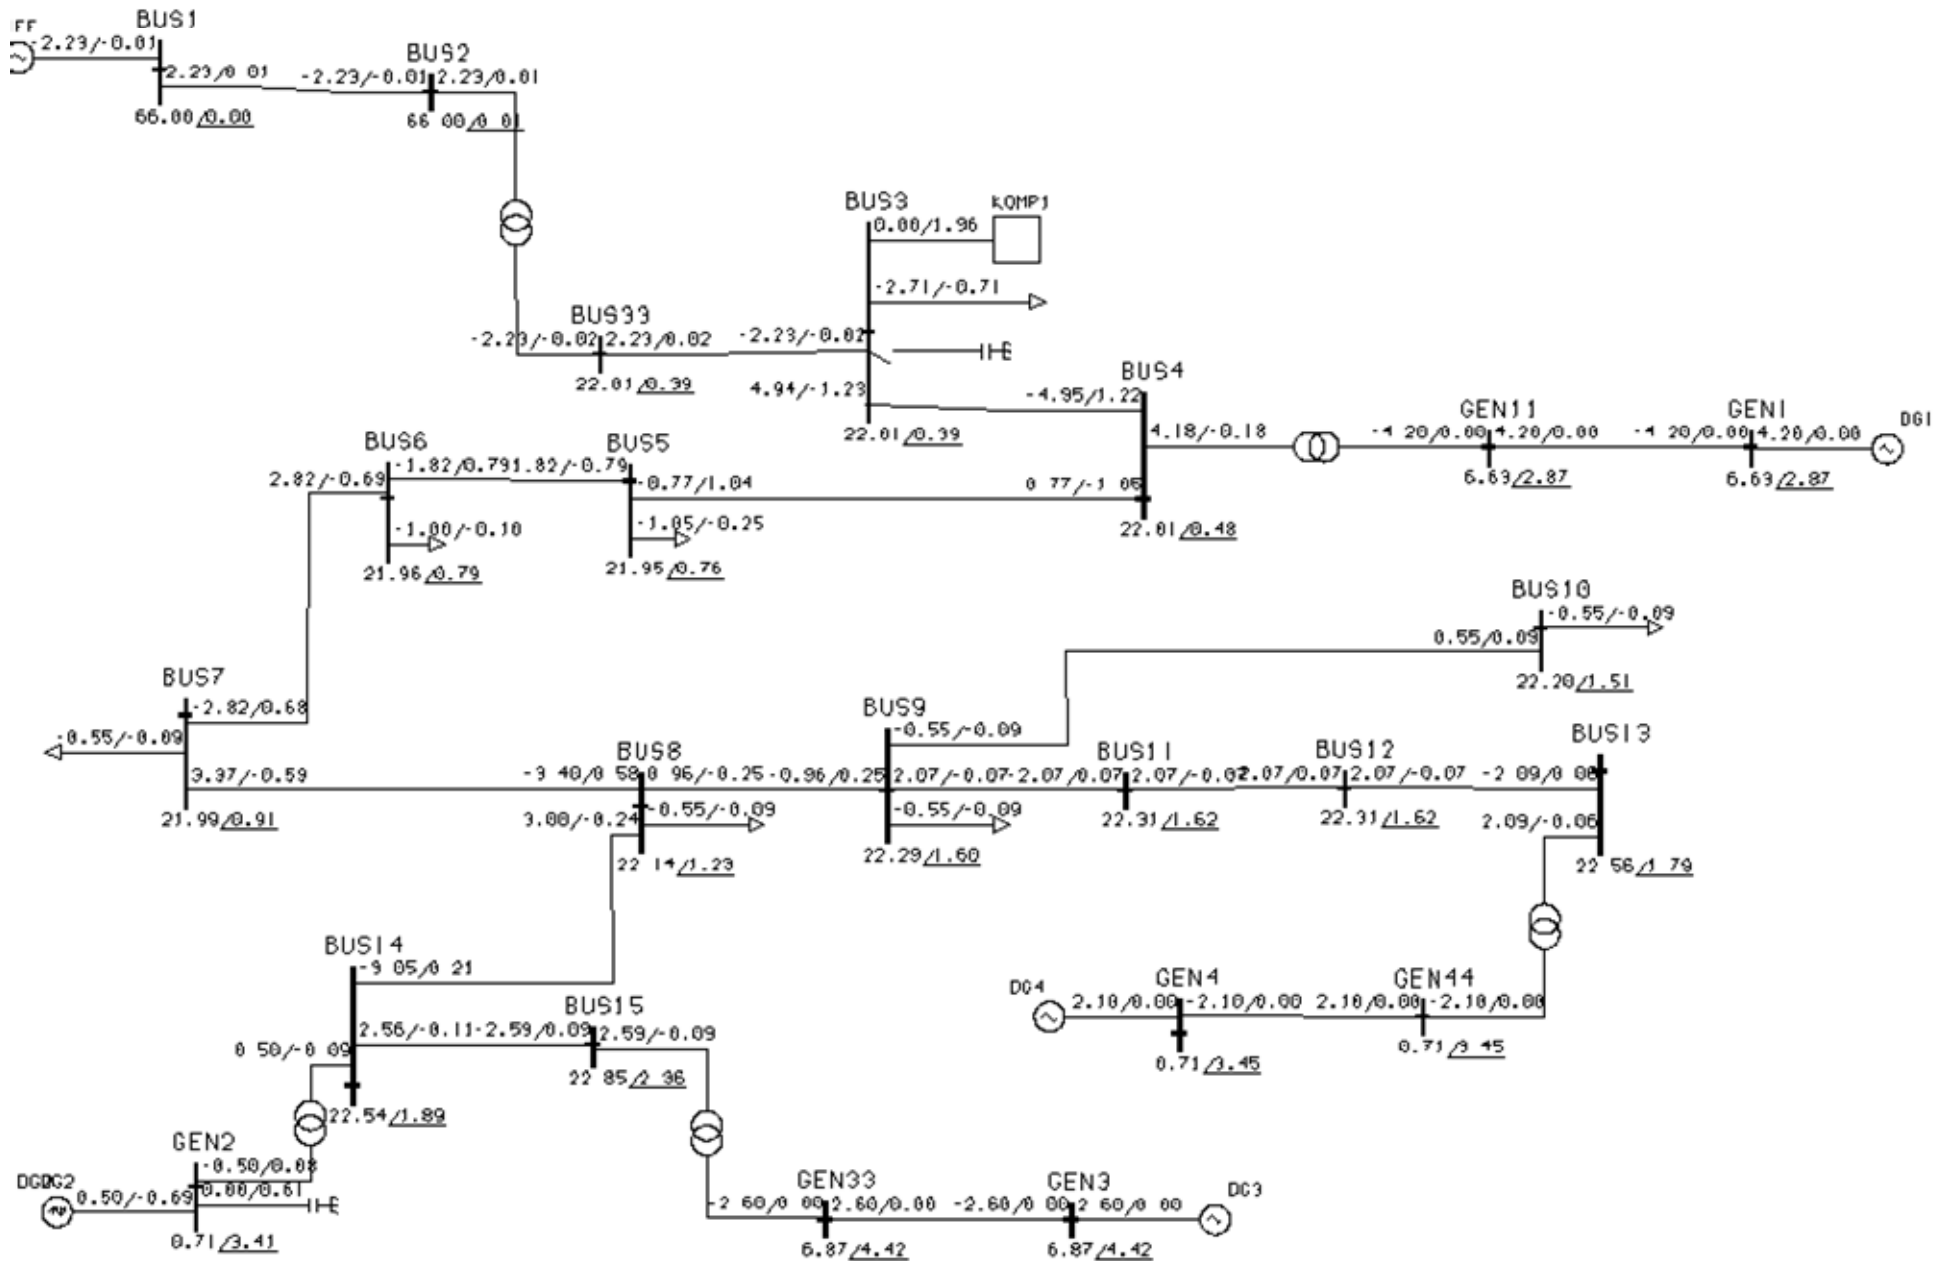 IFF
BUS1
-2.23/-0.01
2.23/0 01
-2.23/-0.01
BUS2
2.23/0.01
66.00/0.00
66 00/0 01
BUS3
KOMP1
0.00/1.96
-2.71/-0.71
BUS33
-2.23/-0.02
2.23/0.02
-2.23/-0.02
22.01/0.39
4.94/-1.23
22.01/0.39
BUS4
-4.95/1.22
4.18/-0.18
GEN11
-4 20/0.00
4.20/0.00
GEN1
-4 20/0.00
4.20/0.00
DG1
6.63/2.87
6.63/2.87
BUS6
BUS5
2.82/-0.69
-1.82/0.79
1.82/-0.79
-0.77/1.04
0 77/-1 05
-1.00/-0.10
-1.05/-0.25
21.96/0.79
21.95/0.76
22.01/0.48
BUS10
-0.55/-0.09
0.55/0.09
22.20/1.51
BUS7
-2.82/0.68
-0.55/-0.09
3.37/-0.59
21.99/0.91
BUS8
-3 40/0 58
0 96/-0.25
-0.55/-0.09
3.00/-0.24
22 14/1.23
BUS9
-0.55/-0.09
-0.96/0.25
2.07/-0.07
-0.55/-0.09
22.29/1.60
BUS11
-2.07/0.07
2.07/-0.07
22.31/1.62
BUS12
-2.07/0.07
2.07/-0.07
22.31/1.62
BUS13
-2 09/0 06
2.09/-0.06
22 56/1.79
BUS14
-3 05/0 21
2.56/-0.11
0 50/-0 09
22.54/1.89
BUS15
-2.59/0.09
2.59/-0.09
22 85/2 36
DG4
2.10/0.00
GEN4
-2.10/0.00
2.10/0.00
GEN44
-2.10/0.00
0.71/3.45
0.71/3 45
GEN2
-0.50/0.08
0.00/0.61
DG2
0.50/-0.69
0.71/3.41
GEN33
-2 60/0 00
2.60/0.00
GEN3
-2.60/0 00
2 60/0 00
DG3
6.87/4.42
6.87/4.42